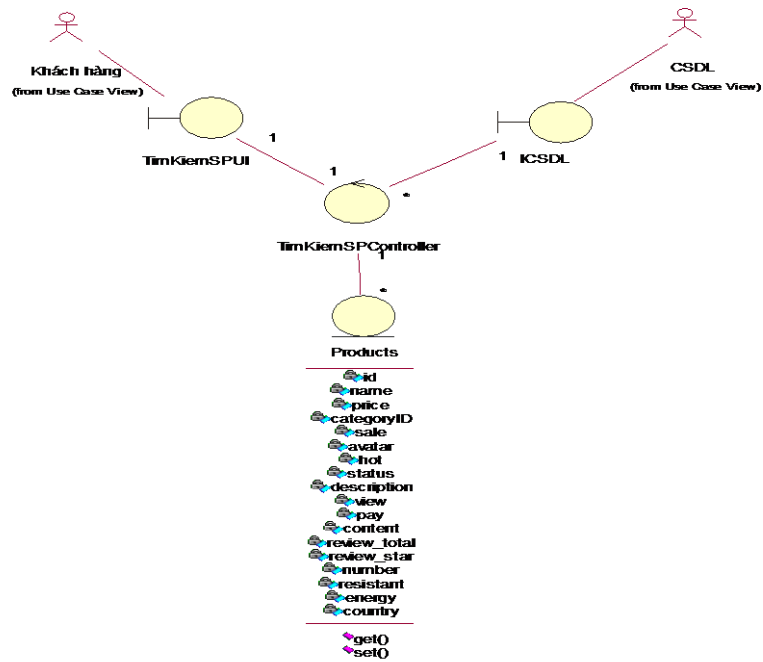 Khách hàng
(from Use Case View)
CSDL
(from Use Case View)
1
TimKiemSPUI
1
1
ICSDL
*
TimKiemSPController
1
*
Products
id
name
price
categoryID
sale
avatar
hot
status
description
view
pay
content
review_total
review_star
number
resistant
energy
country
get()
set()